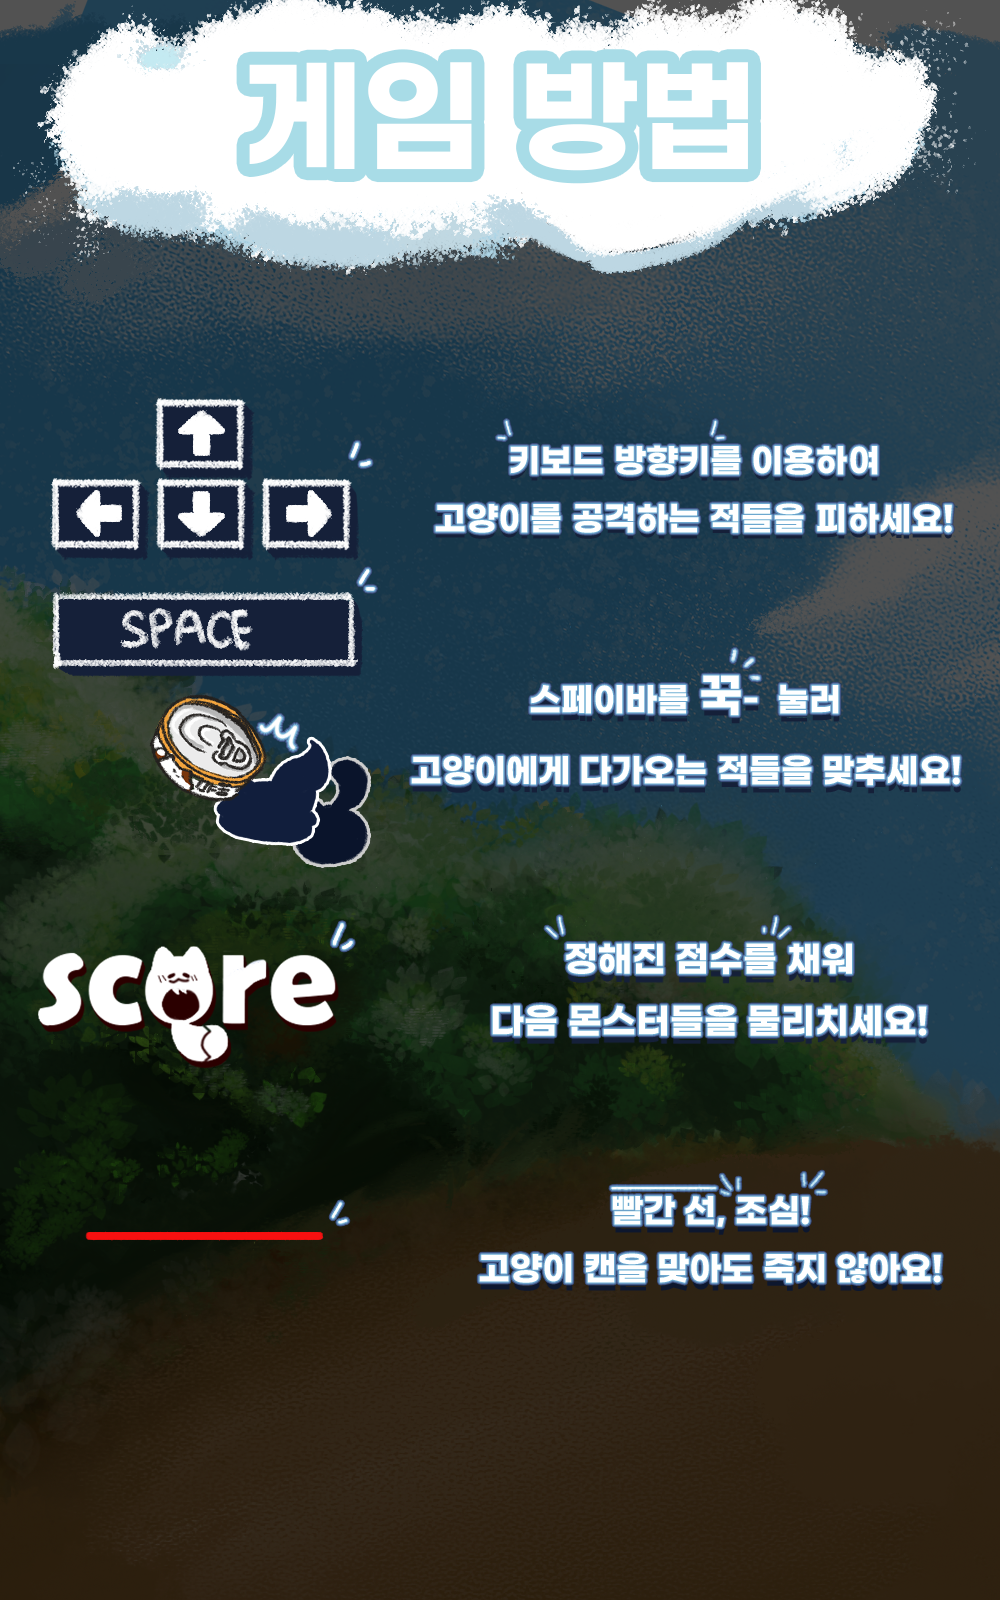 게임 방법
키보드 방향키를 이용하여
고양이를 공격하는 적들을 피하세요!
SPACE
스페이바를 꾹- 눌러
고양이에게 다가오는 적들을 맞추세요!
LIFE
score
정해진 점수를 채워
다음 몬스터들을 물리치세요!
빨간 선, 조심!
고양이 캔을 맞아도 죽지 않아요!